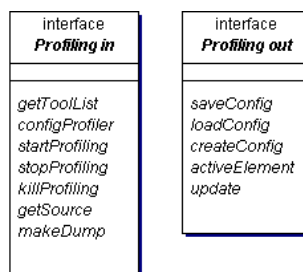 interface
Profiling in
getToolList
configProfiler
startProfiling
stopProfiling
killProfiling
getSource
makeDump
interface
Profiling out
saveConfig
loadConfig
createConfig
activeElement
update